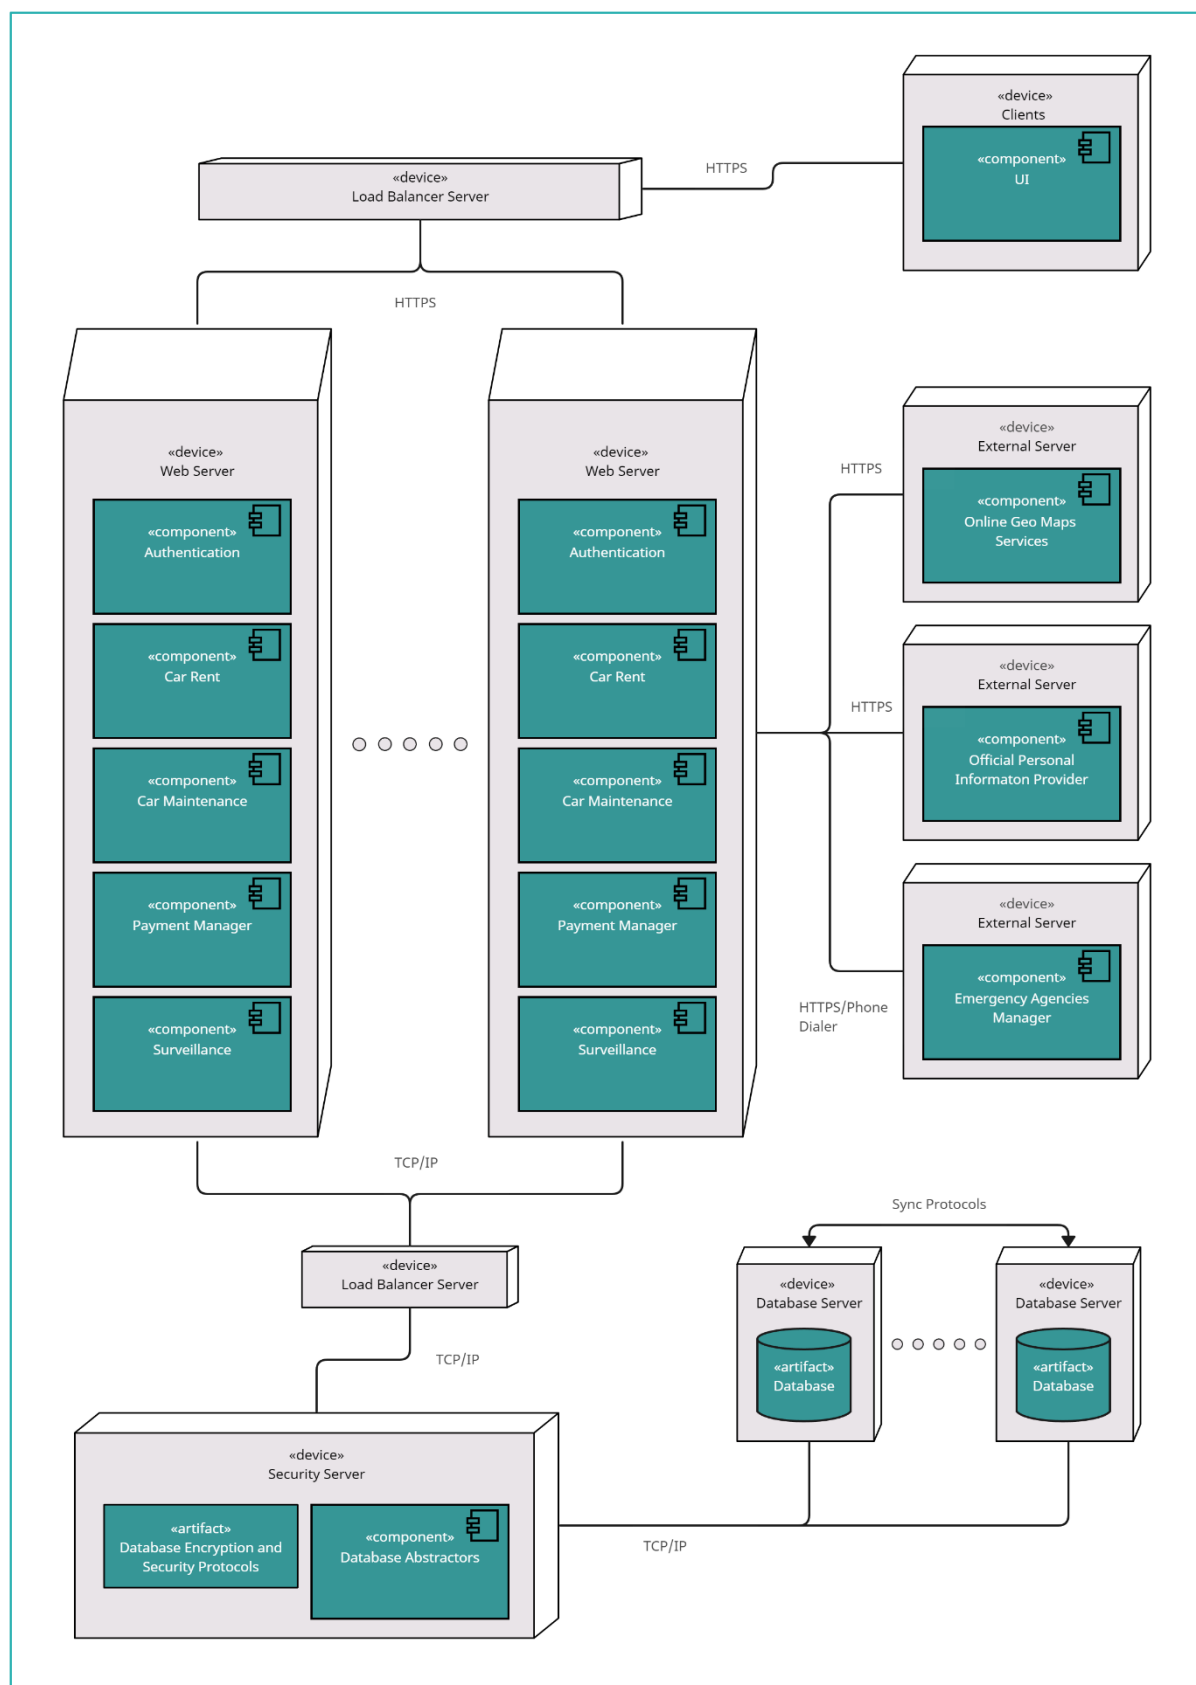 «device»
Clients
«component»
UI
«device»
Load Balancer Server
HTTPS
HTTPS
«device»
Web Server
«component»
Authentication
«component»
Car Rent
«component»
Car Maintenance
«component»
Payment Manager
«component»
Surveillance
«device»
Web Server
«component»
Authentication
«component»
Car Rent
«component»
Car Maintenance
«component»
Payment Manager
«component»
Surveillance
HTTPS
«device»
External Server
«component»
Online Geo Maps
Services
HTTPS
«device»
External Server
«component»
Official Personal
Informaton Provider
HTTPS/Phone
Dialer
«device»
External Server
«component»
Emergency Agencies
Manager
TCP/IP
«device»
Load Balancer Server
TCP/IP
Sync Protocols
«device»
Database Server
«artifact»
Database
«device»
Database Server
«artifact»
Database
«device»
Security Server
«artifact»
Database Encryption and
Security Protocols
«component»
Database Abstractors
TCP/IP